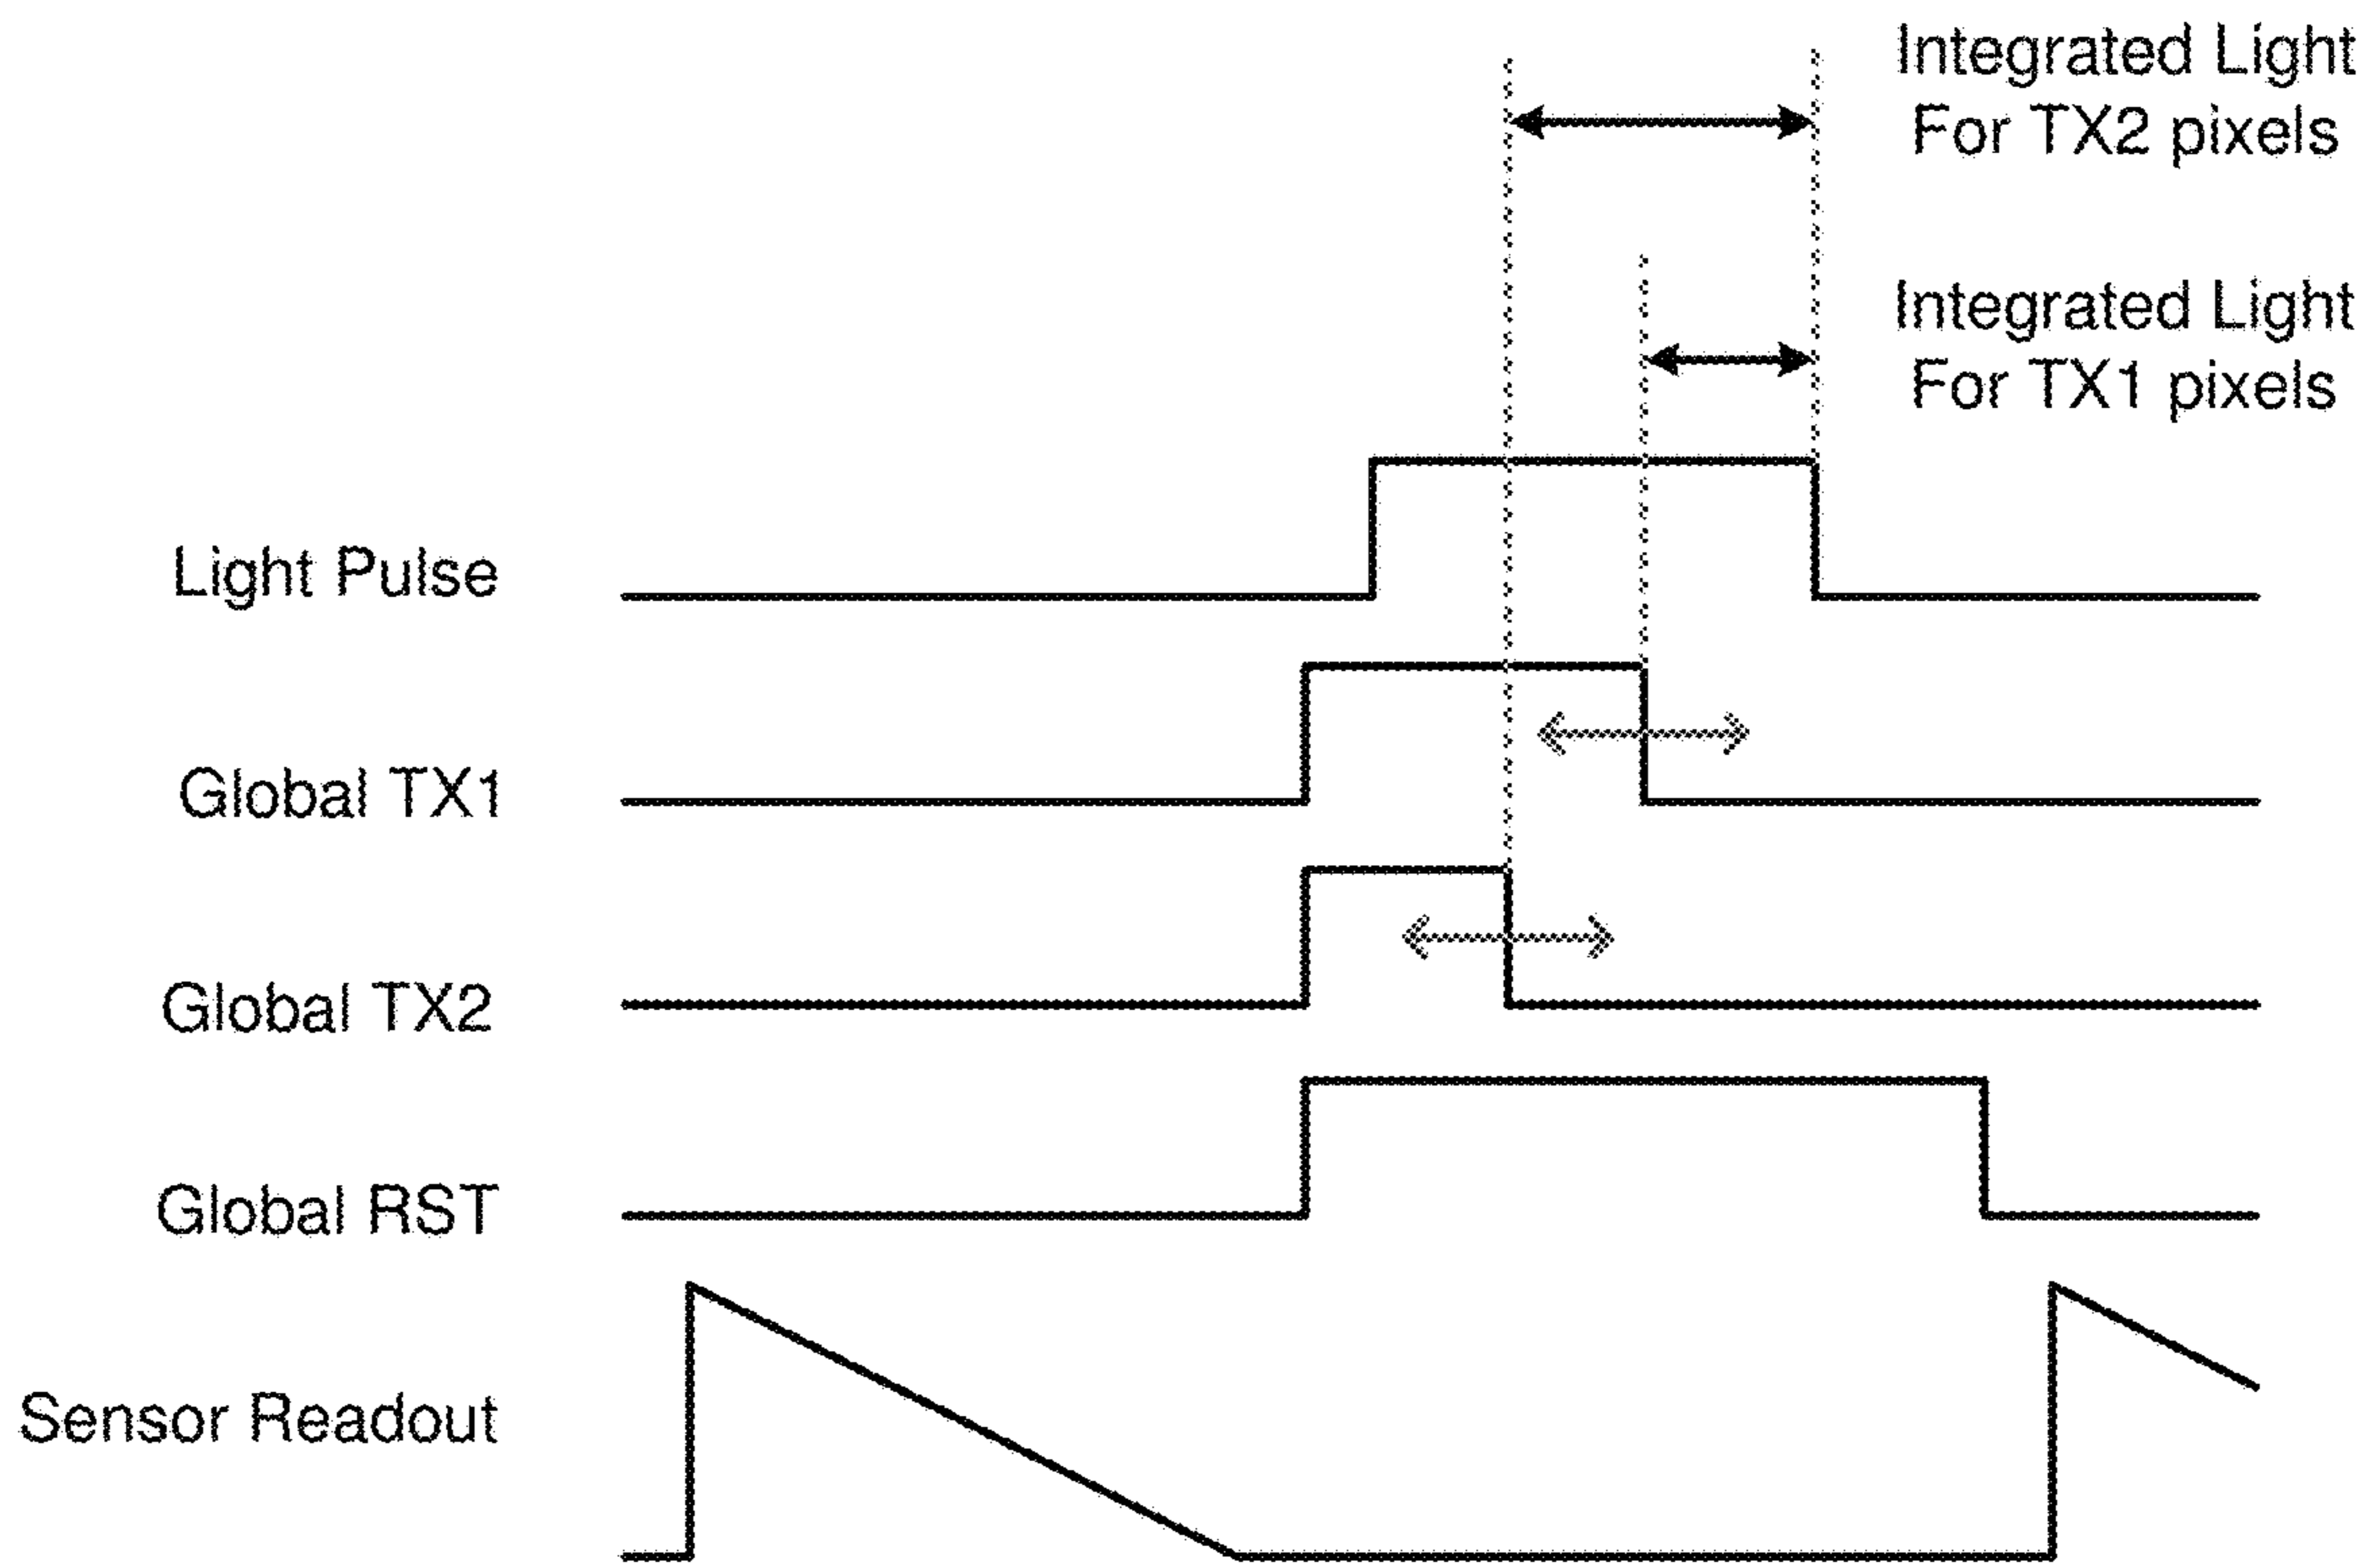 Integrated Light
For TX2 pixels
Integrated Light
For TX1 pixels
Light Pulse
Global TX1
Global TX2
Global RST
Sensor Readout